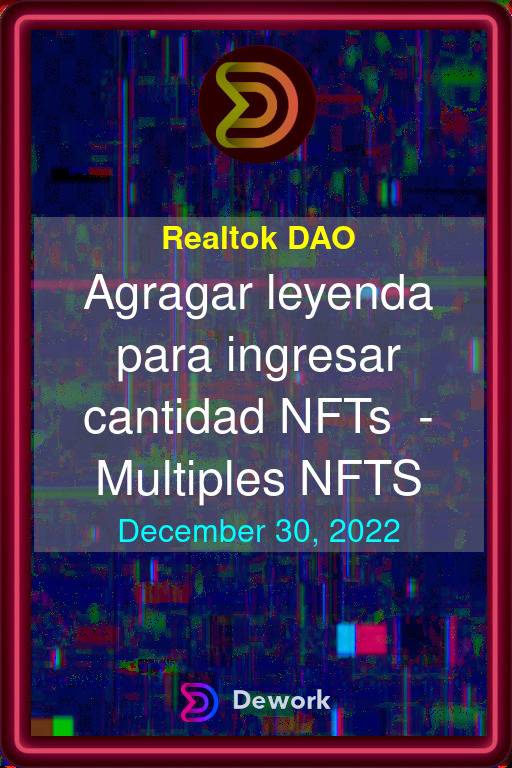 Realtok DAO
Agragar leyenda
para ingresar
cantidad NFTs  -
Multiples NFTS
December 30, 2022
Dework